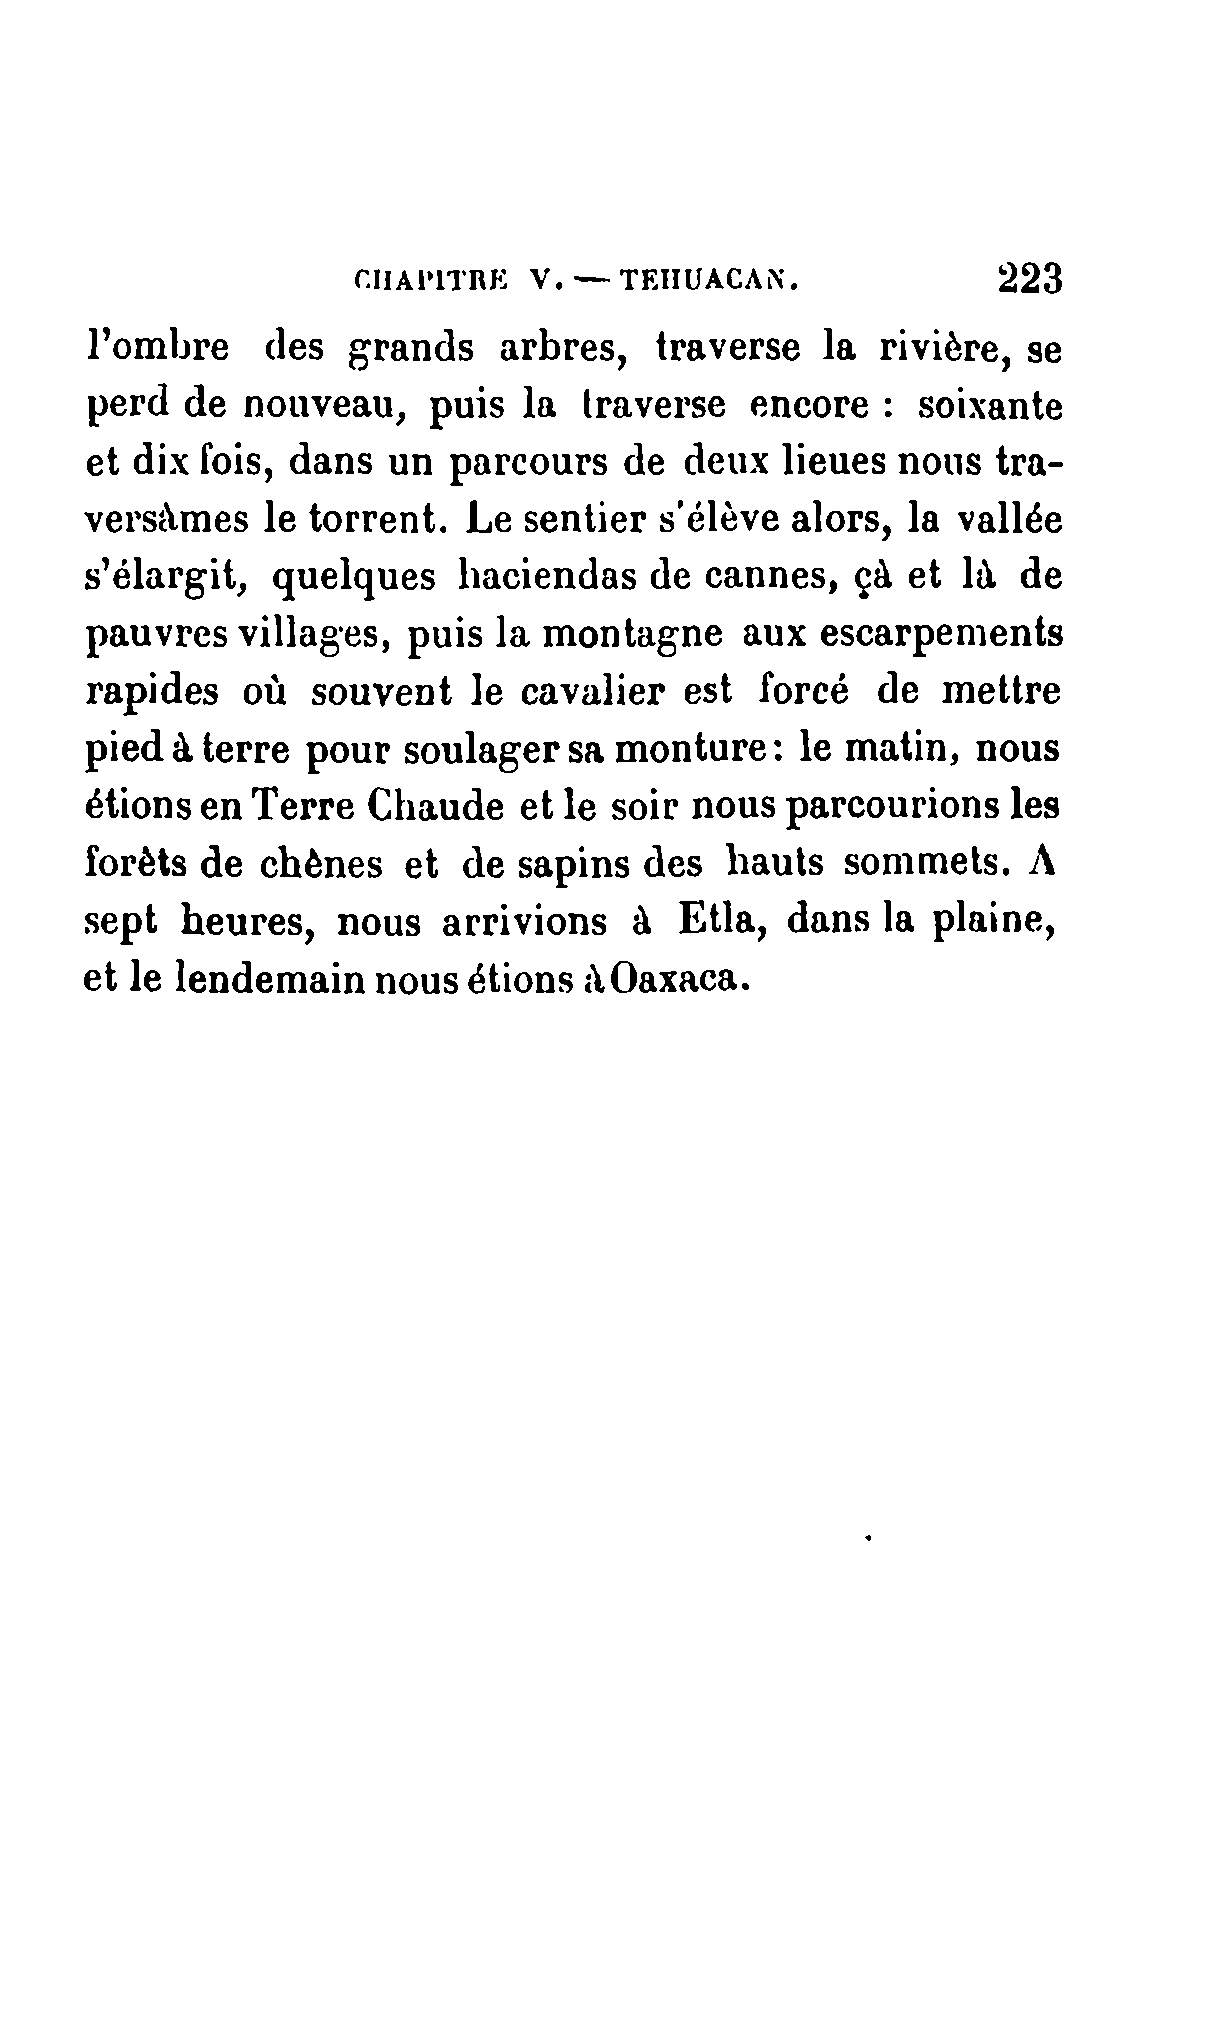 CHAPITRE V. — TEHUACAN. 223
l'ombre des grands arbres, traverse la rivière, se
perd de nouveau, puis la traverse encore : soixante
et dix fois, dans un parcours de deux lieues nous tra-
versâmes le torrent. Le sentier s'élève alors, la vallée
s'élargit, quelques haciendas de cannes, çà et là de
pauvres villages, puis la montagne aux escarpements
rapides où souvent le cavalier est forcé de mettre
pied à terre pour soulager sa monture: le matin, nous
étions en Terre Chaude et le soir nous parcourions les
forêts de chênes et de sapins des hauts sommets. A
sept heures, nous arrivions à Etla, dans la plaine,
et le lendemain nous étions à Oaxaca.